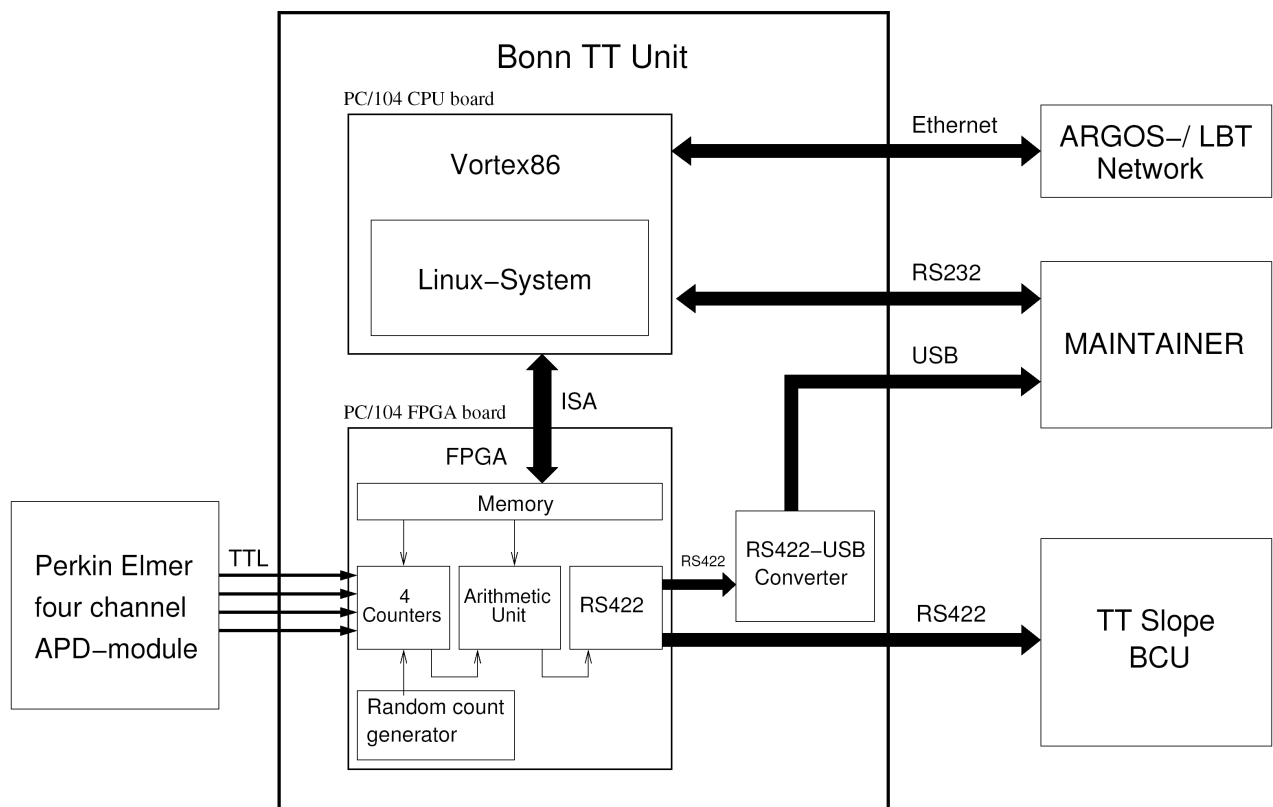 Bonn TT Unit
PC/104 CPU board
Vortex86
Linux−System
Ethernet
ARGOS−/ LBT
Network
RS232
USB
MAINTAINER
ISA
PC/104 FPGA board
FPGA
Memory
Perkin Elmer
four channel
APD−module
TTL
4
Counters
Arithmetic
Unit
RS422
RS422
RS422−USB
Converter
RS422
TT Slope
BCU
Random count
generator